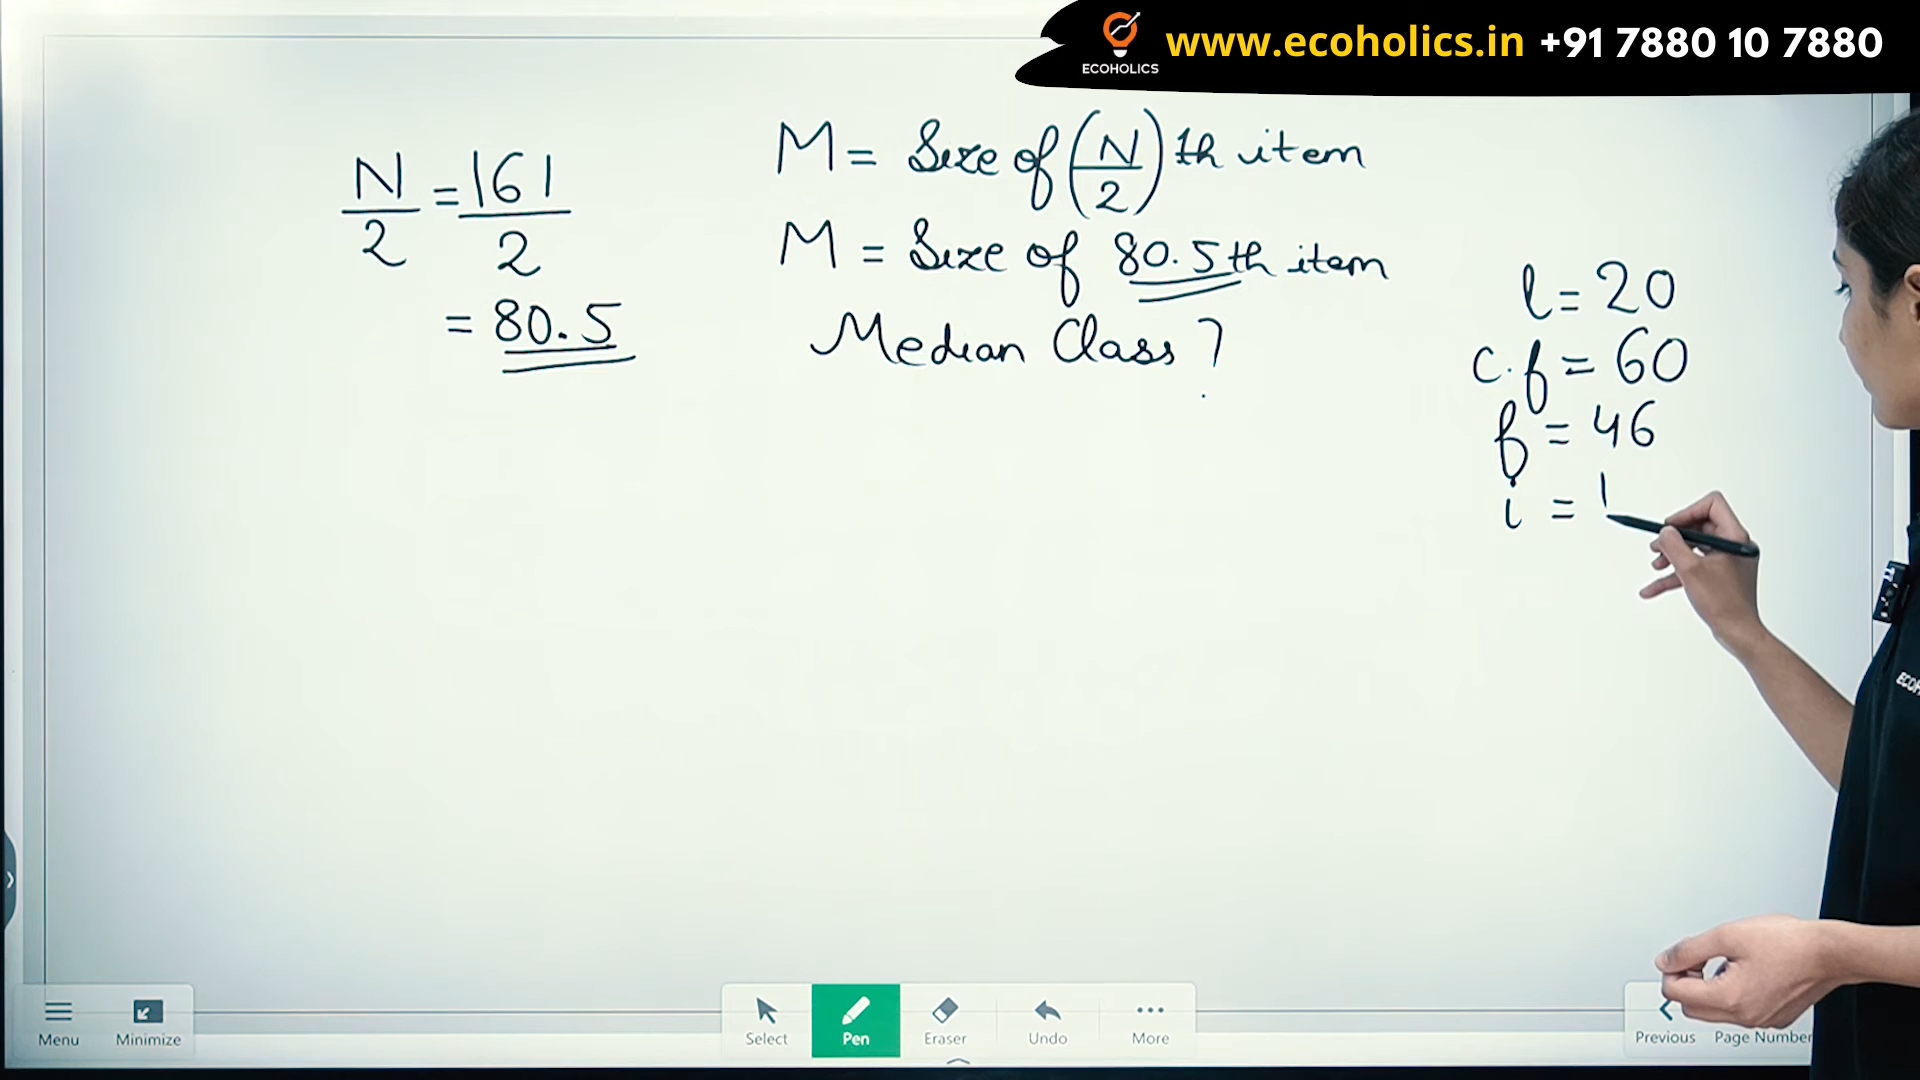 www.ecoholics.in +91 7880 10 7880
ECOHOLICS
N/2 = 161/2
= 80.5
M = Size of (N/2) th item
M = Size of 80.5th item
Median Class ?
l = 20
c.f = 60
f = 46
i = 1
Menu
Minimize
Select
Pen
Eraser
Undo
More
Previous
Page Number